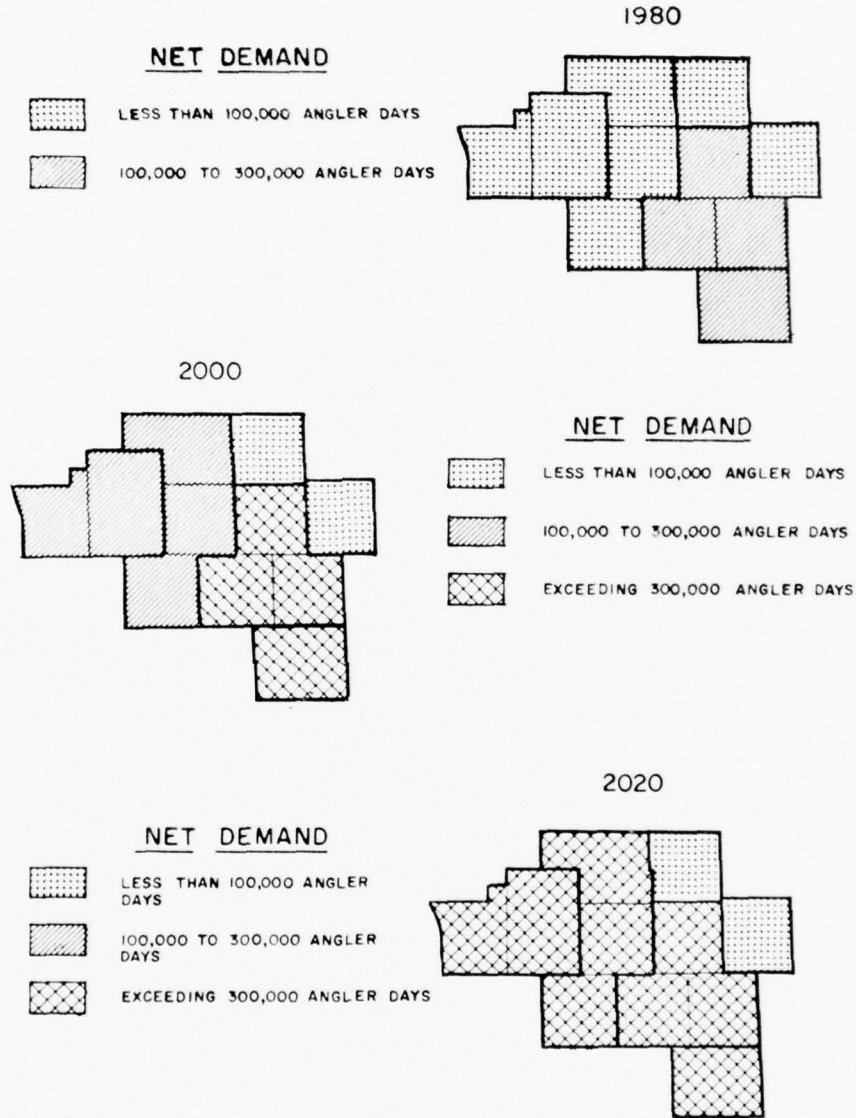 1980
NET DEMAND
LESS THAN 100,000 ANGLER DAYS
100,000 TO 300,000 ANGLER DAYS
2000
NET DEMAND
LESS THAN 100,000 ANGLER DAYS
100,000 TO 300,000 ANGLER DAYS
EXCEEDING 300,000 ANGLER DAYS
2020
NET DEMAND
LESS THAN 100,000 ANGLER
DAYS
100,000 TO 300,000 ANGLER
DAYS
EXCEEDING 300,000 ANGLER DAYS